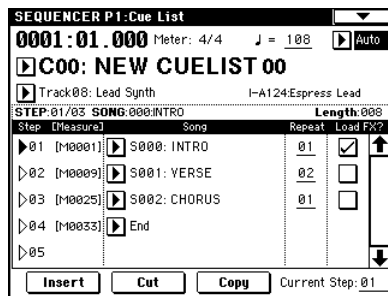 SEQUENCER P1:Cue List
0001:01.000 Meter: 4/4 ♩= 108 Auto
C00: NEW CUELIST 00
Track08: Lead Synth I-A124:Espress Lead
STEP:01/03 SONG:000:INTRO Length:008
Step [Measure] Song Repeat Load FX?
01 [M0001] S000: INTRO 01
02 [M0009] S001: VERSE 02
03 [M0025] S002: CHORUS 01
04 [M0033] End
05
Insert Cut Copy Current Step: 01